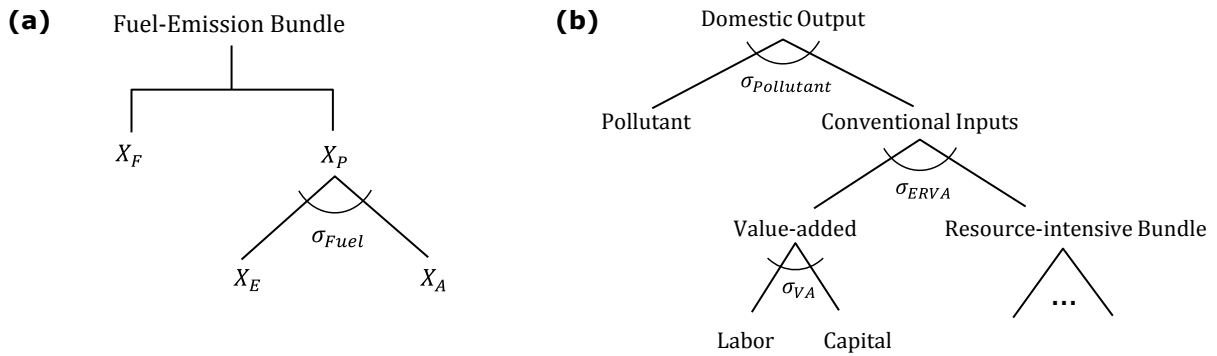 (a)
Fuel-Emission Bundle
X_F
X_P
σ_Fuel
X_E
X_A
(b)
Domestic Output
σ_Pollutant
Pollutant
Conventional Inputs
σ_ERVA
Value-added
Resource-intensive Bundle
σ_VA
...
Labor
Capital